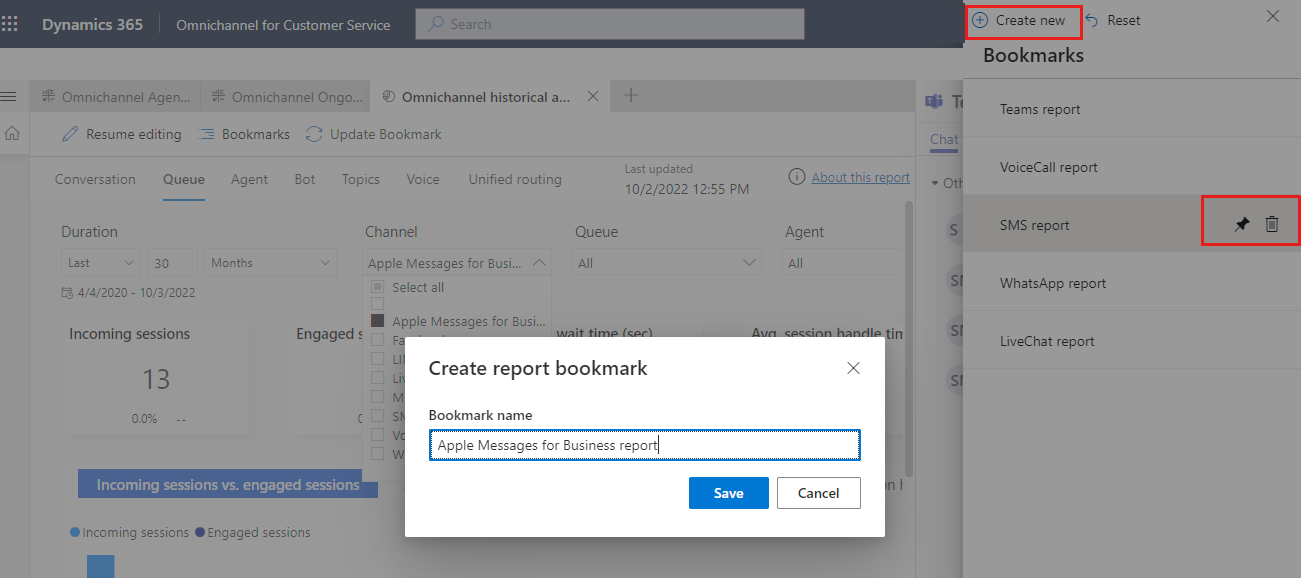 Dynamics 365
Omnichannel for Customer Service
Search
Create new
Reset
Bookmarks
Omnichannel Agen...
Omnichannel Ongo...
Omnichannel historical a...
Resume editing
Bookmarks
Update Bookmark
Chat
Teams report
VoiceCall report
SMS report
WhatsApp report
LiveChat report
Conversation
Queue
Agent
Bot
Topics
Voice
Unified routing
Last updated
10/2/2022 12:55 PM
About this report
Duration
Channel
Queue
Agent
Last
30
Months
Apple Messages for Busi...
All
All
4/4/2020 - 10/3/2022
Select all
Apple Messages for Busi...
Incoming sessions
Engaged s
wait time (sec)
Avg. session handle tim
13
0.0%
--
Create report bookmark
Bookmark name
Apple Messages for Business report
Save
Cancel
Incoming sessions vs. engaged sessions
Incoming sessions
Engaged sessions